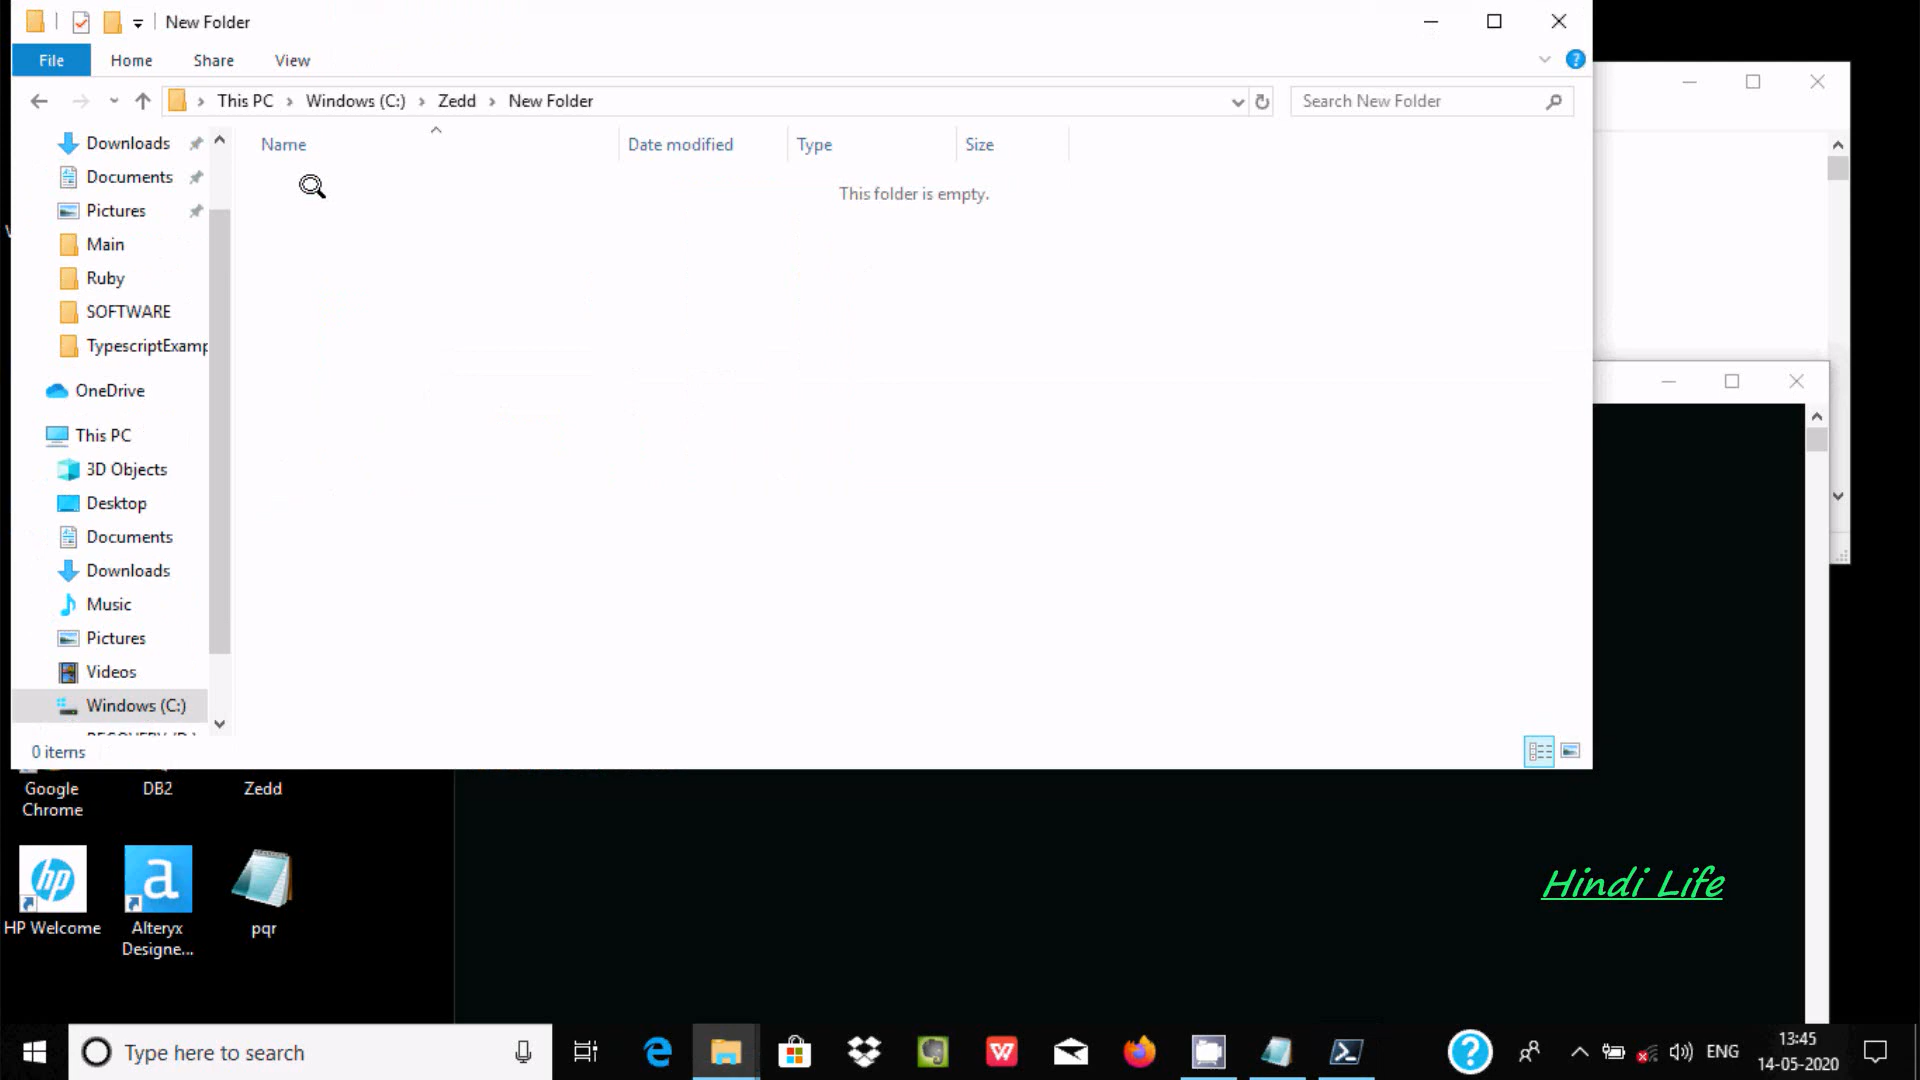 New Folder
File Home Share View
This PC Windows (C:) Zedd New Folder Search New Folder
Name Date modified Type Size
This folder is empty.
Downloads
Documents
Pictures
Main
Ruby
SOFTWARE
TypescriptExamp
OneDrive
This PC
3D Objects
Desktop
Documents
Downloads
Music
Pictures
Videos
Windows (C:)
0 items
Google Chrome
DB2
Zedd
HP Welcome
Alteryx Designe...
pqr
Hindi Life
Type here to search
ENG
13:45
14-05-2020